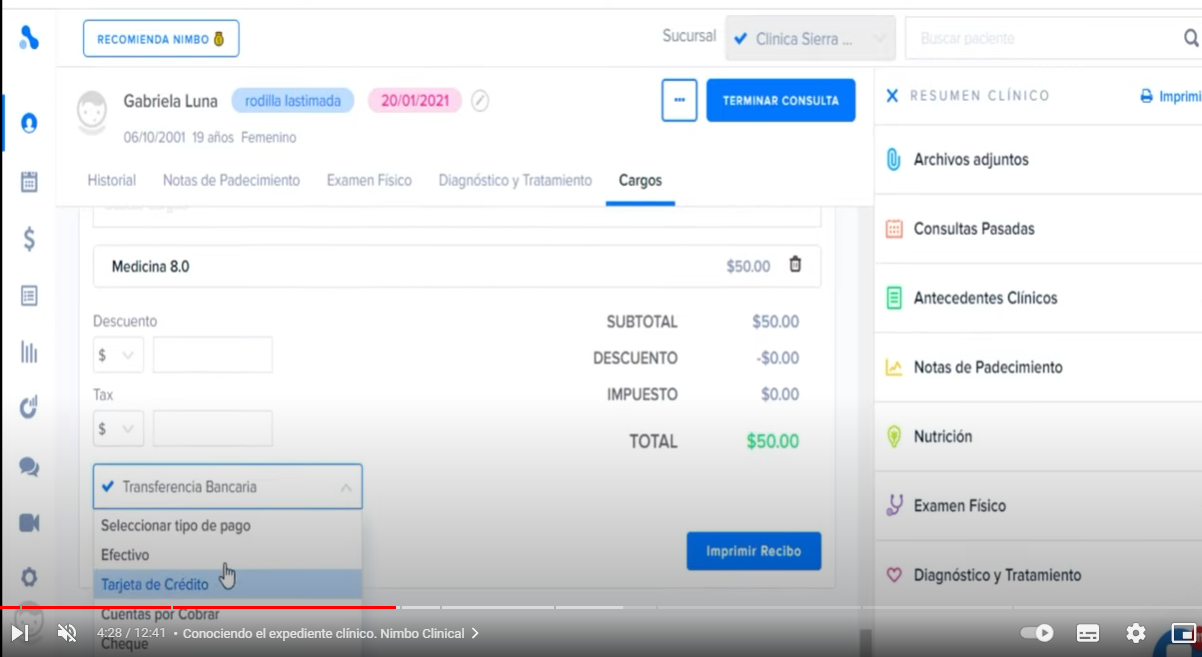 RECOMIENDA NIMBO
Sucursal
Clinica Sierra ...
Buscar paciente
Gabriela Luna
rodilla lastimada
20/01/2021
06/10/2001 19 años Femenino
...
TERMINAR CONSULTA
Historial
Notas de Padecimiento
Examen Físico
Diagnóstico y Tratamiento
Cargos
Medicina 8.0
$50.00
Descuento
$
Tax
$
SUBTOTAL $50.00
DESCUENTO -$0.00
IMPUESTO $0.00
TOTAL $50.00
Transferencia Bancaria
Seleccionar tipo de pago
Efectivo
Tarjeta de Crédito
Cuentas por Cobrar
Cheque
Imprimir Recibo
X RESUMEN CLÍNICO
Imprimi
Archivos adjuntos
Consultas Pasadas
Antecedentes Clínicos
Notas de Padecimiento
Nutrición
Examen Físico
Diagnóstico y Tratamiento
4:28 / 12:41 • Conociendo el expediente clínico. Nimbo Clinical